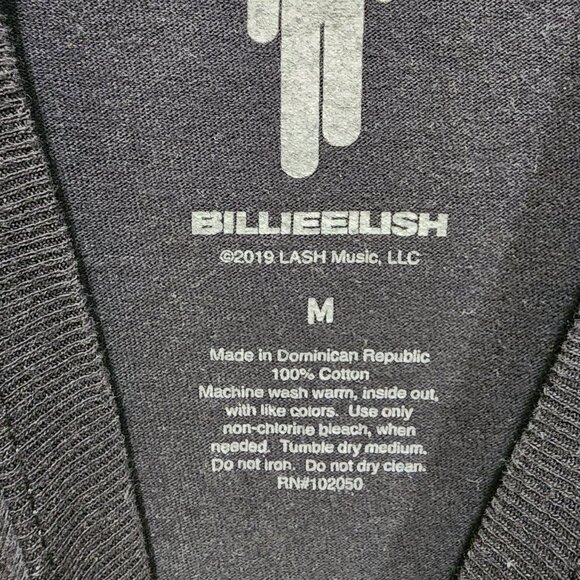 BILLIEEILISH
©2019 LASH Music, LLC
M
Made in Dominican Republic
100% Cotton
Machine wash warm, inside out,
with like colors. Use only
non-chlorine bleach, when
needed. Tumble dry medium.
Do not iron. Do not dry clean.
RN#102050